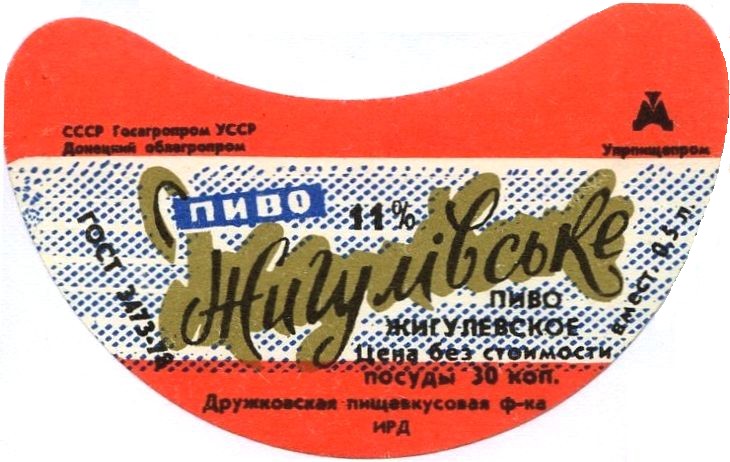 СССР Госагропром УССР
Донецкий облагропром
Укрпищепром
ПИВО
11%
Жигулівське
ГОСТ 3473-78
ПИВО
ЖИГУЛЕВСКОЕ
вмест 0,5 л
Цена без стоимости
посуды 30 коп.
Дружковская пищевкусовая ф-ка
ИРД